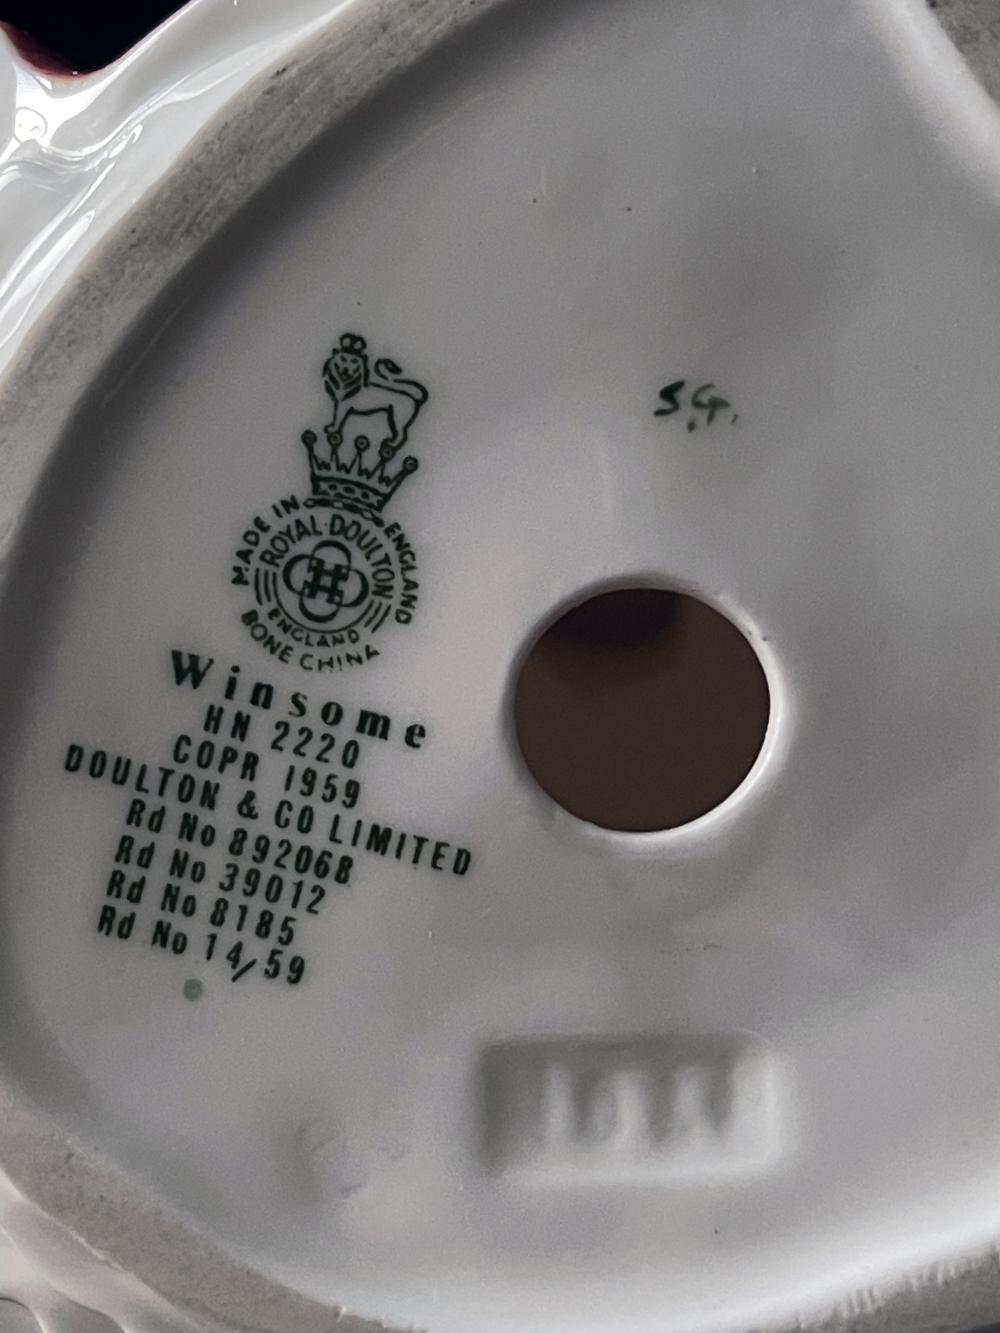 S.G.
MADE IN ENGLAND
ROYAL DOULTON
ENGLAND
BONE CHINA
Winsome
HN 2220
COPR 1959
DOULTON & CO LIMITED
Rd No 892068
Rd No 39012
Rd No 8185
Rd No 14/59